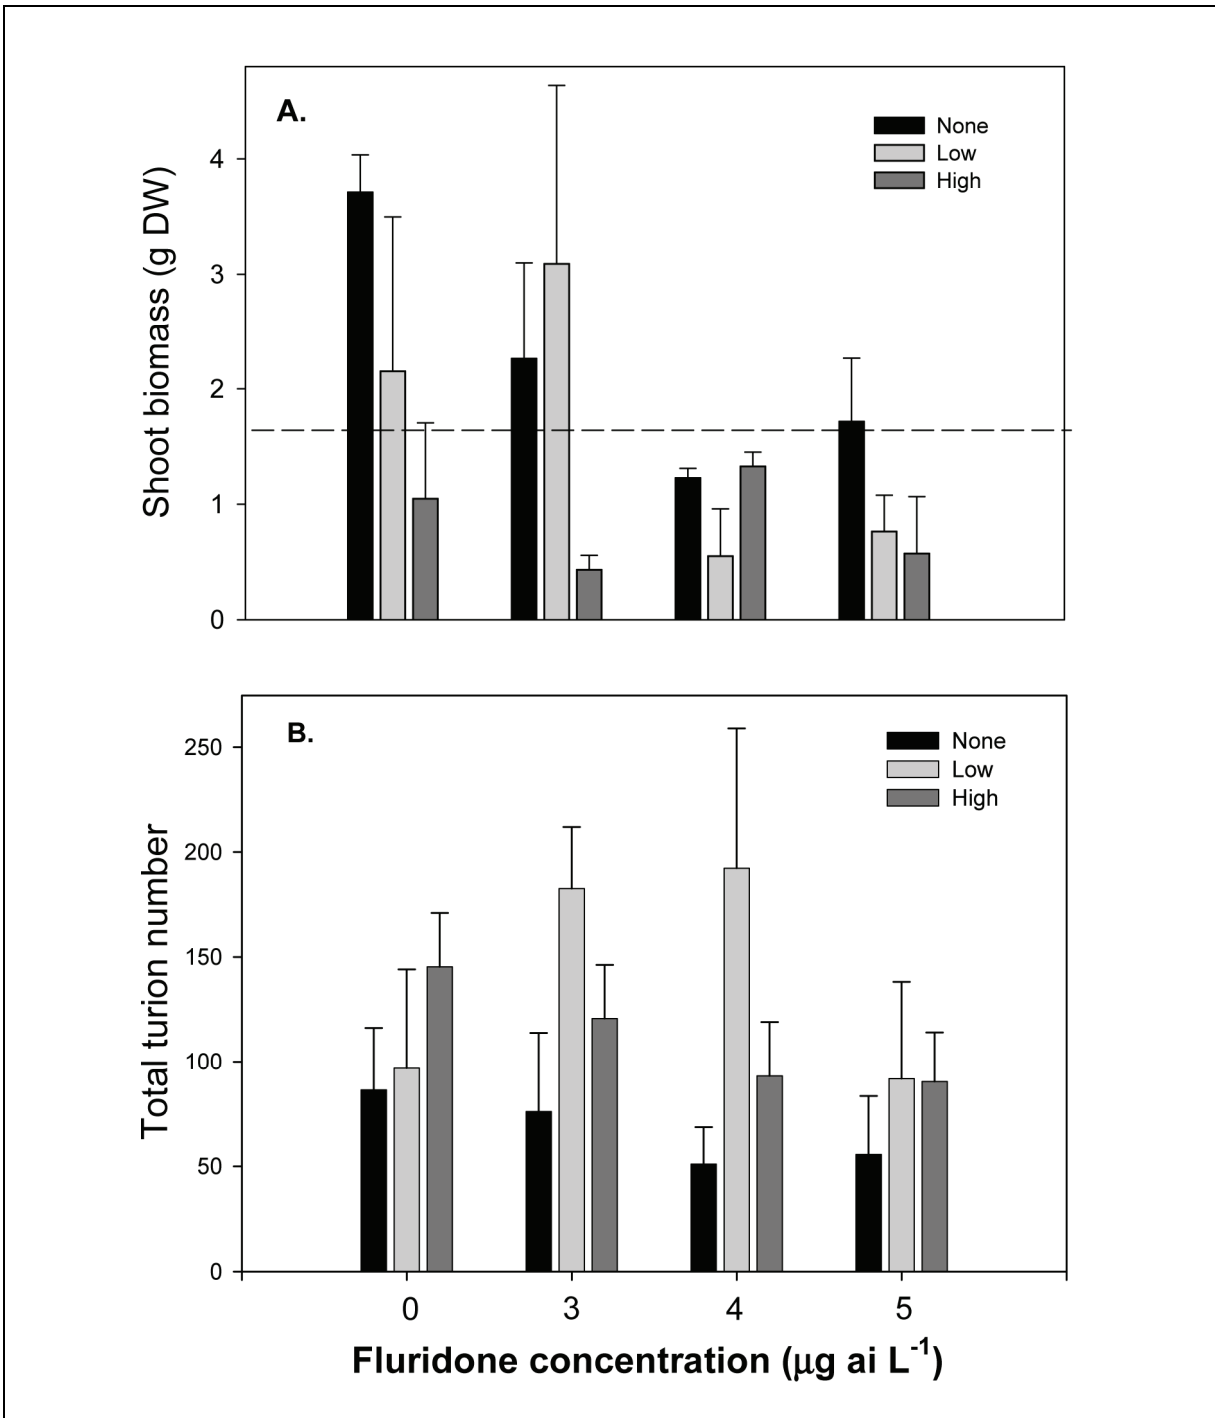 A.
None
Low
High
4
3
2
1
0
Shoot biomass (g DW)
B.
None
Low
High
250
200
150
100
50
0
Total turion number
0 3 4 5
Fluridone concentration (μg ai L⁻¹)